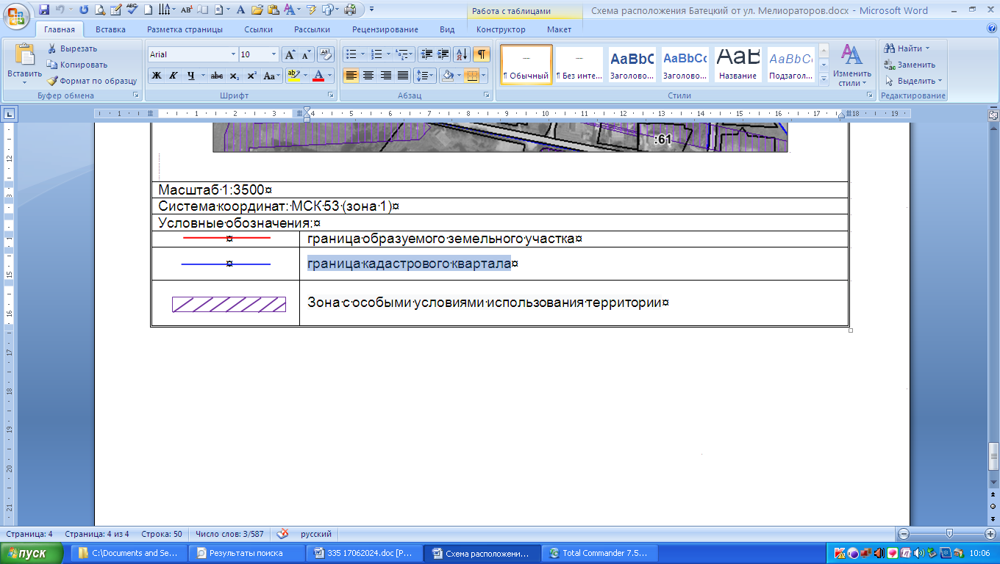 Работа с таблицами
Схема расположения Батецкий от ул. Мелиораторов.docx - Microsoft Word
Главная Вставка Разметка страницы Ссылки Рассылки Рецензирование Вид Конструктор Макет
Вставить
Вырезать
Копировать
Формат по образцу
Буфер обмена
Arial 10
Ж К Ч abc x₂ x² Aa
Шрифт
Абзац
¶ Обычный
¶ Без инте...
AaBbC
Заголово...
AaBbCc
Заголово...
AaB
Название
AaBbCc
Подзагол...
Изменить стили
Стили
Найти
Заменить
Выделить
Редактирование
1 1 2 3 4 5 6 7 8 9 10 11 12 13 14 15 16 17 18 19
:61
Масштаб·1:3500¤
Система·координат:·МСК·53·(зона·1)¤
Условные·обозначения:¤
¤ граница·образуемого·земельного·участка¤
¤ граница·кадастрового·квартала¤
Зона·с·особыми·условиями·использования·территории¤
Страница: 4 Страница: 4 из 4 Строка: 50 Число слов: 3/587 русский
пуск C:\Documents and Se... Результаты поиска 335 17062024.doc [Р... Схема расположени... Total Commander 7.5... 10:06